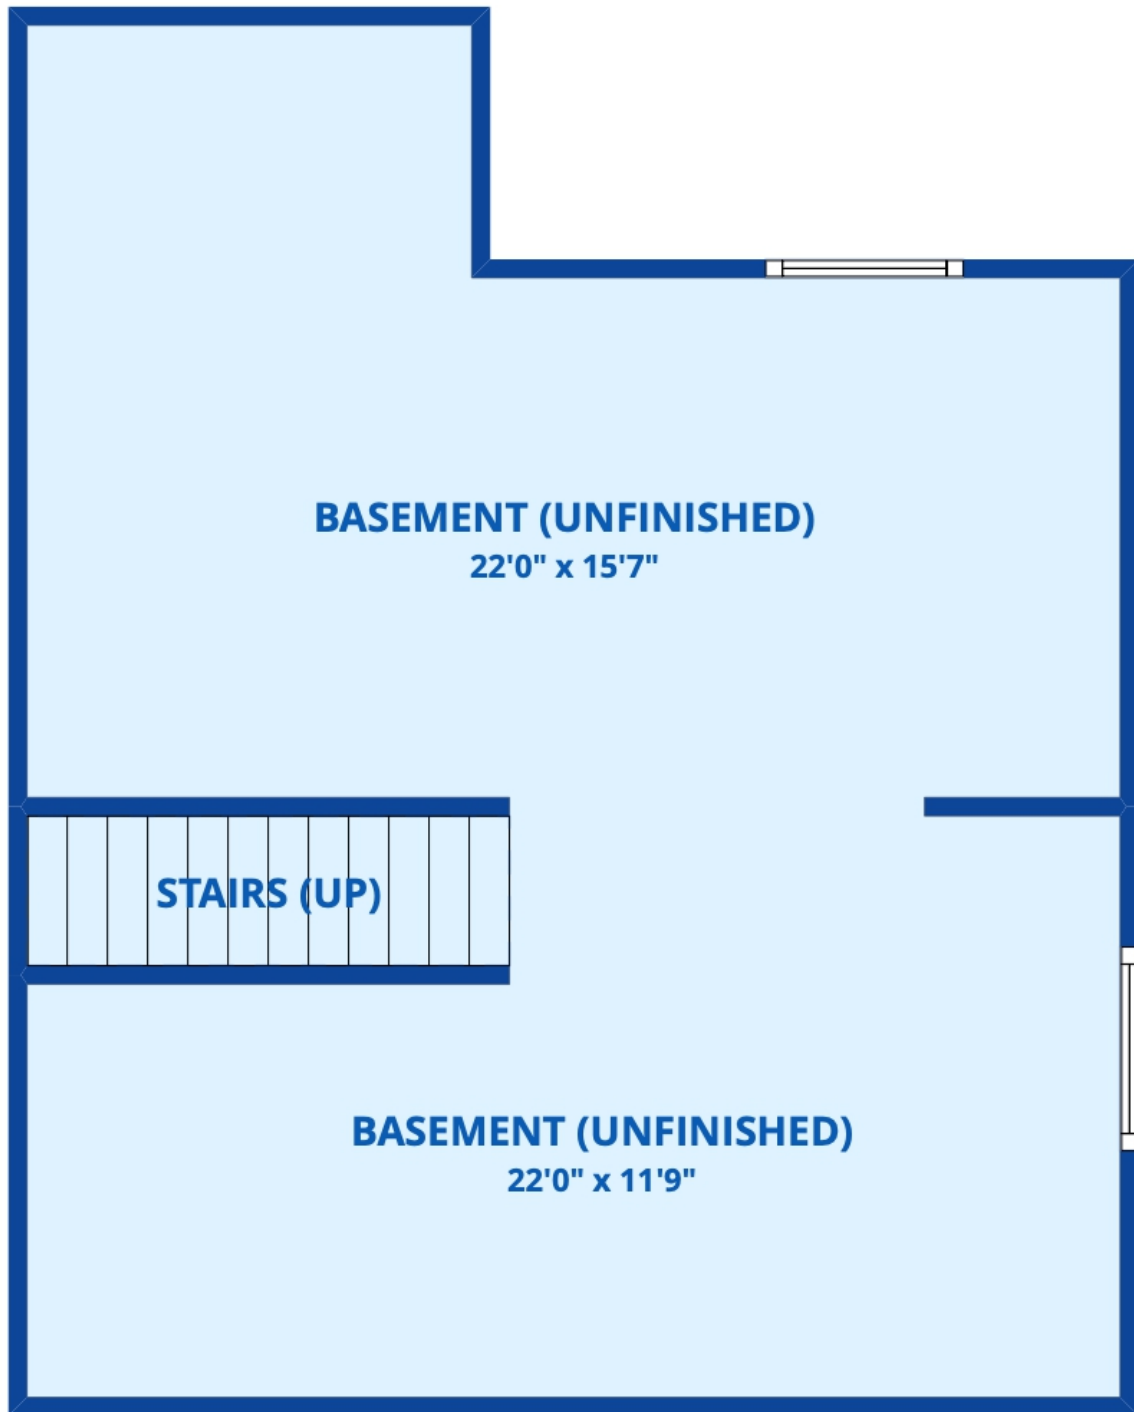 BASEMENT (UNFINISHED)
22'0" x 15'7"
STAIRS (UP)
BASEMENT (UNFINISHED)
22'0" x 11'9"